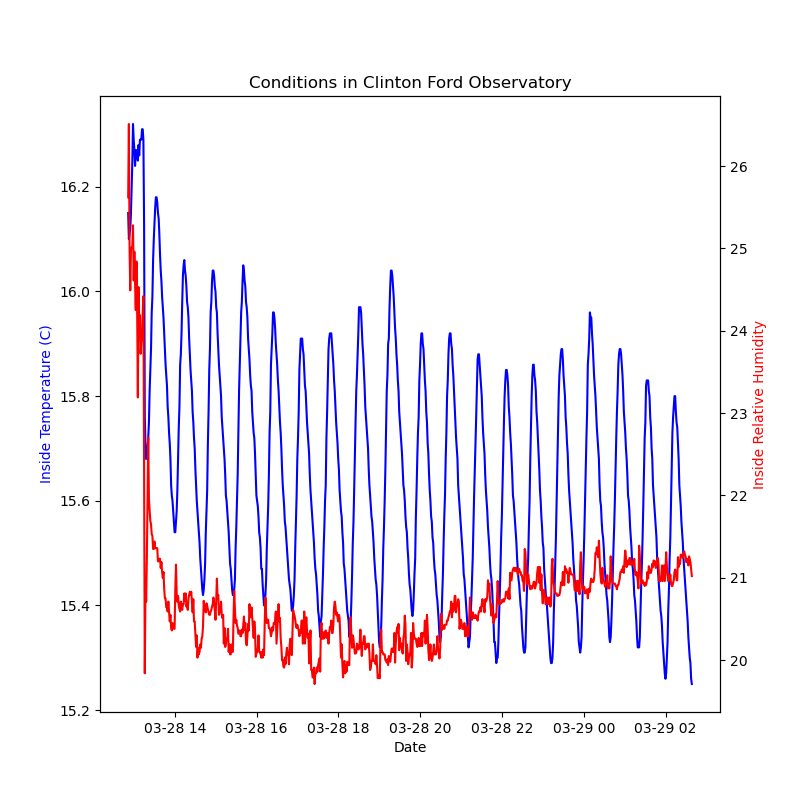 Conditions in Clinton Ford Observatory
Inside Temperature (C)
16.2
16.0
15.8
15.6
15.4
15.2
26
25
24
23
22
21
20
Inside Relative Humidity
03-28 14 03-28 16 03-28 18 03-28 20 03-28 22 03-29 00 03-29 02
Date